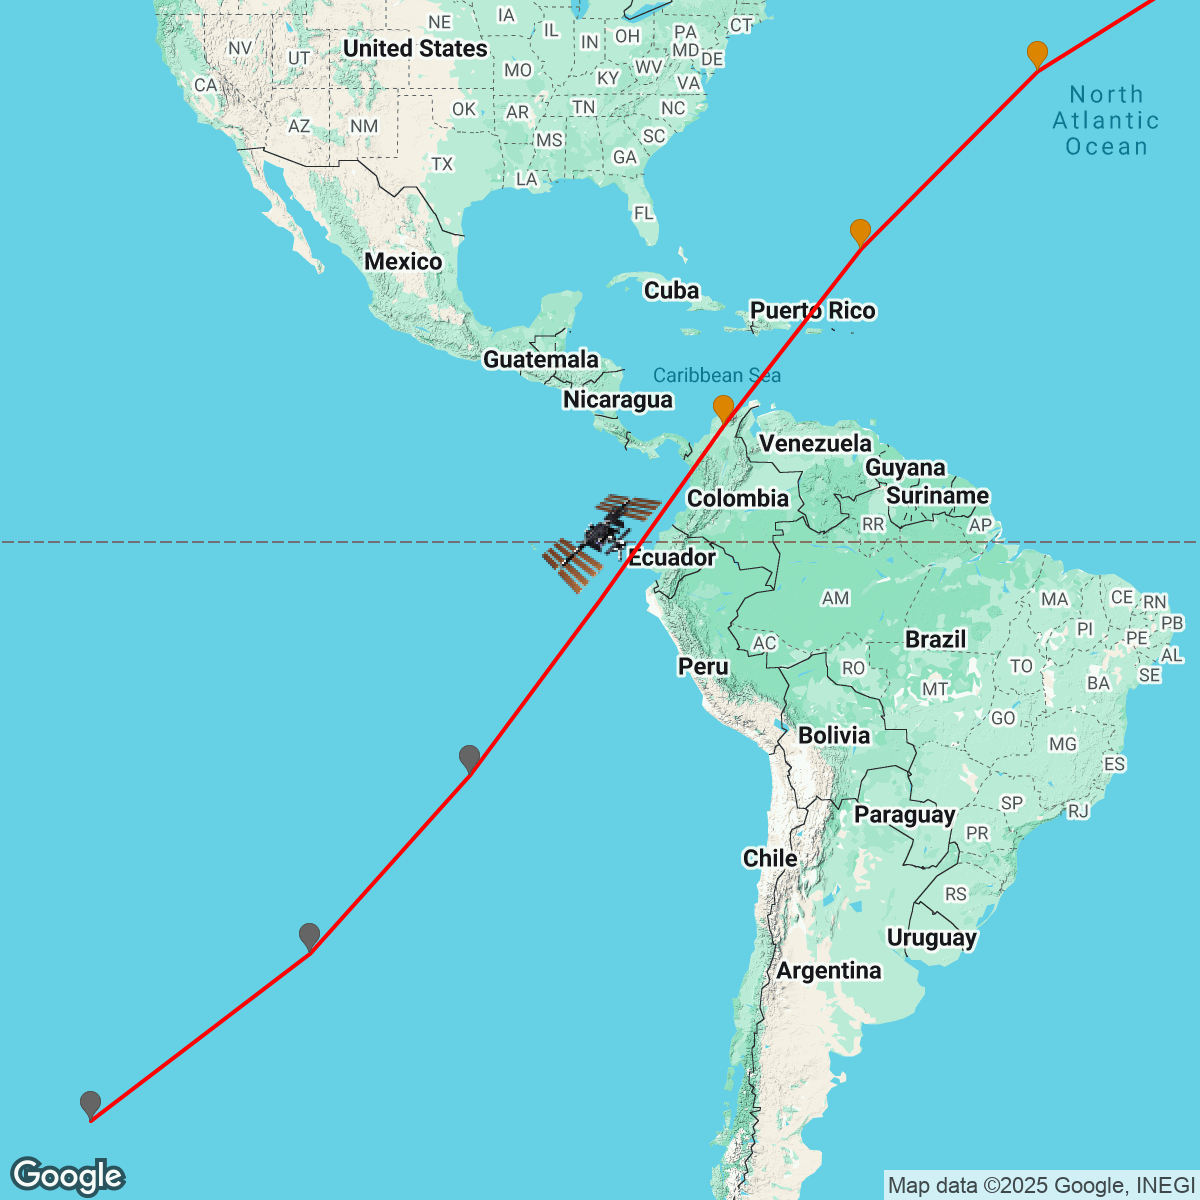 NE
IA
IL
IN
OH
PA
CT
NV
UT
United States
MD
DE
CA
MO
KY
WV
VA
AZ
NM
OK
AR
TN
NC
North
Atlantic
Ocean
TX
MS
GA
SC
LA
FL
Mexico
Cuba
Puerto Rico
Guatemala
Caribbean Sea
Nicaragua
Venezuela
Guyana
Colombia
Suriname
RR
AP
Ecuador
AM
MA
CE
RN
PI
PE
PB
AC
Brazil
AL
Peru
RO
TO
SE
MT
BA
GO
Bolivia
MG
ES
SP
RJ
Paraguay
PR
Chile
RS
Uruguay
Argentina
Google
Map data ©2025 Google, INEGI